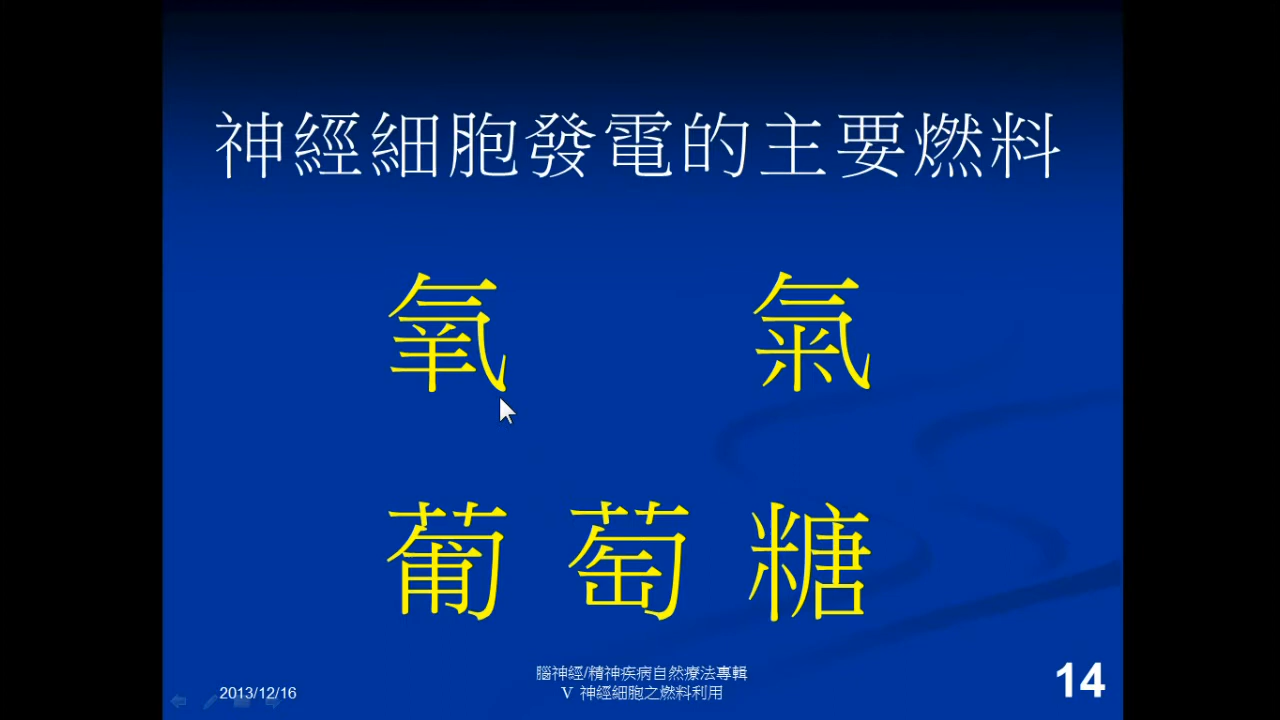 神經細胞發電的主要燃料
氧 氣
葡 萄 糖
2013/12/16
腦神經/精神疾病自然療法專輯
V 神經細胞之燃料利用
14